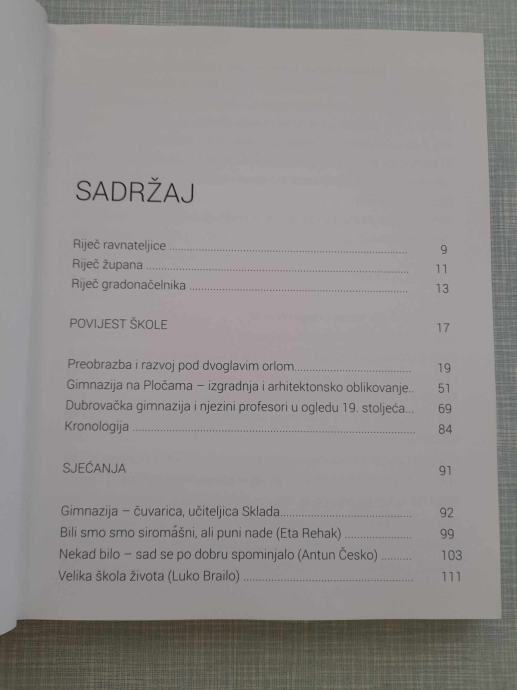 SADRŽAJ
Riječ ravnateljice ........ 9
Riječ župana ........ 11
Riječ gradonačelnika ........ 13
POVIJEST ŠKOLE 17
Preobrazba i razvoj pod dvoglavim orlom........ 19
Gimnazija na Pločama – izgradnja i arhitektonsko oblikovanje.. 51
Dubrovačka gimnazija i njezini profesori u ogledu 19. stoljeća... 69
Kronologija ........ 84
SJEĆANJA 91
Gimnazija – čuvarica, učiteljica Sklada........ 92
Bili smo smo siromášni, ali puni nade (Eta Rehak) ........ 99
Nekad bilo – sad se po dobru spominjalo (Antun Česko) ........ 103
Velika škola života (Luko Brailo) ........ 111